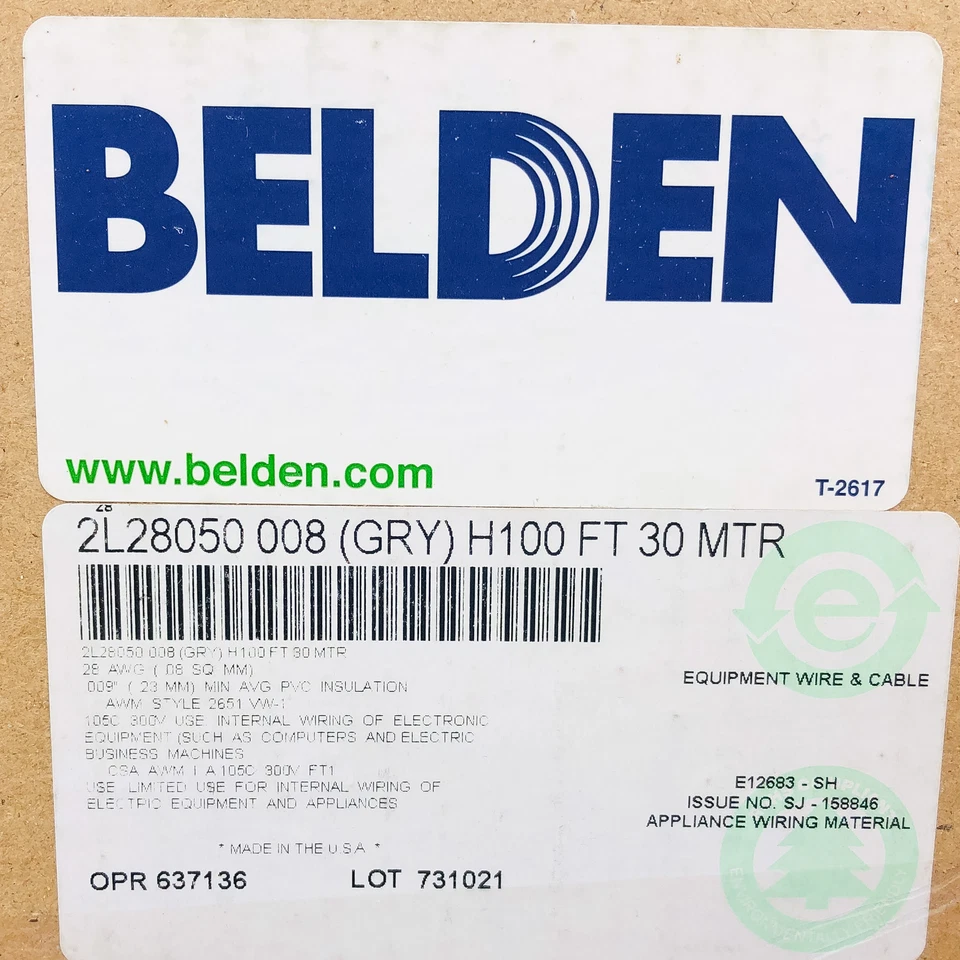 BELDEN
www.belden.com
T-2617
28
2L28050 008 (GRY) H100 FT 30 MTR
2L28050 008 (GRY) H100 FT 30 MTR
28 AWG (.08 SQ MM)
.009" (.23 MM) MIN AVG PVC INSULATION
AWM STYLE 2651 VW-1
105C 300V USE INTERNAL WIRING OF ELECTRONIC
EQUIPMENT (SUCH AS COMPUTERS AND ELECTRIC
BUSINESS MACHINES
CSA AWM I A 105C 300V FT1
USE LIMITED USE FOR INTERNAL WIRING OF
ELECTRIC EQUIPMENT AND APPLIANCES
* MADE IN THE U.S.A. *
OPR 637136
LOT 731021
e
EQUIPMENT WIRE & CABLE
E12683 - SH
ISSUE NO. SJ - 158846
APPLIANCE WIRING MATERIAL